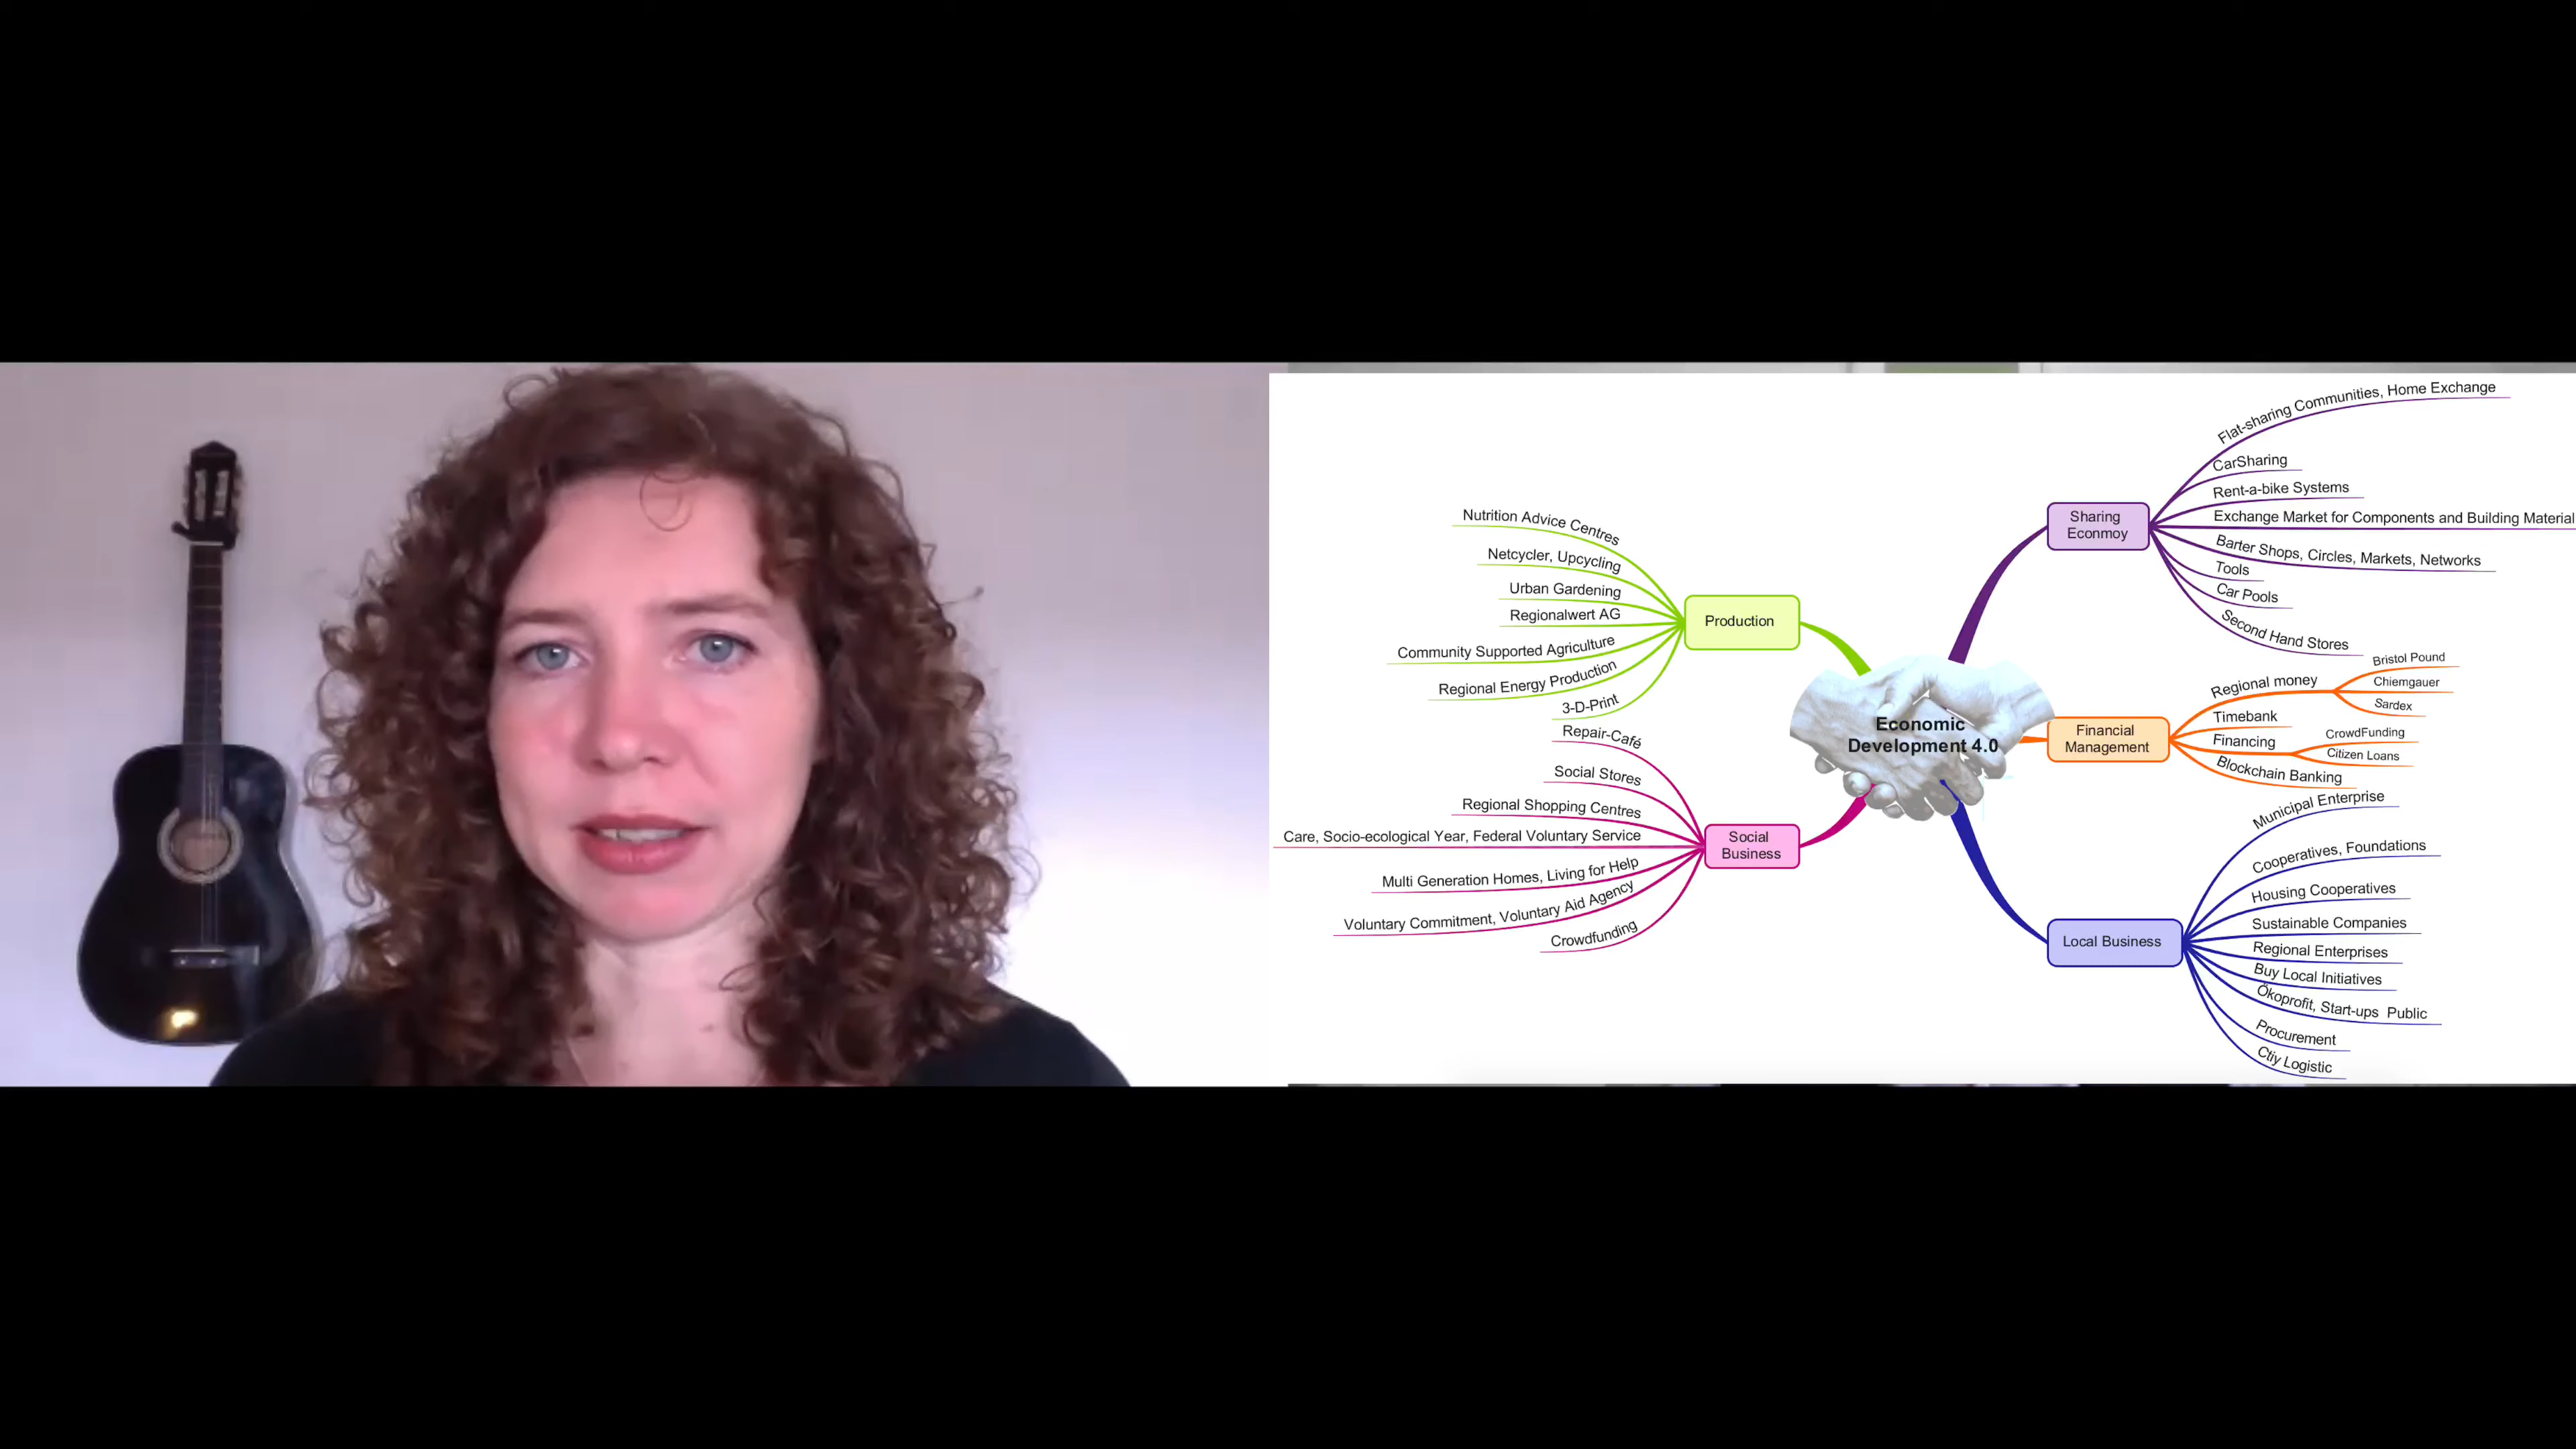 Economic
Development 4.0
Production
Nutrition Advice Centres
Netcycler, Upcycling
Urban Gardening
Regionalwert AG
Community Supported Agriculture
Regional Energy Production
3-D-Print
Social
Business
Repair-Café
Social Stores
Regional Shopping Centres
Care, Socio-ecological Year, Federal Voluntary Service
Multi Generation Homes, Living for Help
Voluntary Commitment, Voluntary Aid Agency
Crowdfunding
Sharing
Econmoy
Flat-sharing Communities, Home Exchange
CarSharing
Rent-a-bike Systems
Exchange Market for Components and Building Material
Barter Shops, Circles, Markets, Networks
Tools
Car Pools
Second Hand Stores
Financial
Management
Regional money
Bristol Pound
Chiemgauer
Sardex
Timebank
Financing
CrowdFunding
Citizen Loans
Blockchain Banking
Local Business
Municipal Enterprise
Cooperatives, Foundations
Housing Cooperatives
Sustainable Companies
Regional Enterprises
Buy Local Initiatives
Ökoprofit, Start-ups Public
Procurement
Ctiy Logistic